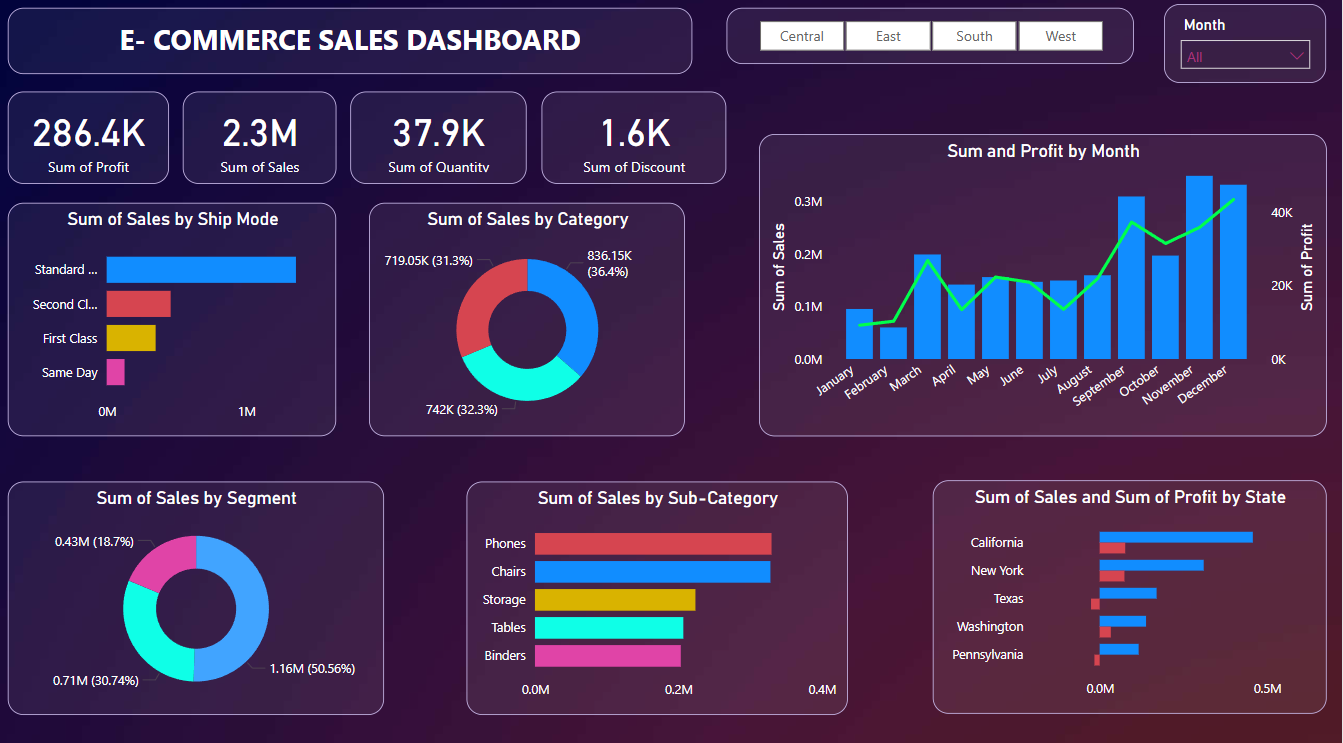 E- COMMERCE SALES DASHBOARD
Central East South West
Month
All
286.4K
Sum of Profit
2.3M
Sum of Sales
37.9K
Sum of Quantity
1.6K
Sum of Discount
Sum of Sales by Ship Mode
Standard ...
Second Cl...
First Class
Same Day
0M 1M
Sum of Sales by Category
719.05K (31.3%)
836.15K
(36.4%)
742K (32.3%)
Sum and Profit by Month
Sum of Sales
0.3M
0.2M
0.1M
0.0M
40K
20K
0K
Sum of Profit
January February March April May June July August September October November December
Sum of Sales by Segment
0.43M (18.7%)
0.71M (30.74%)
1.16M (50.56%)
Sum of Sales by Sub-Category
Phones
Chairs
Storage
Tables
Binders
0.0M 0.2M 0.4M
Sum of Sales and Sum of Profit by State
California
New York
Texas
Washington
Pennsylvania
0.0M 0.5M